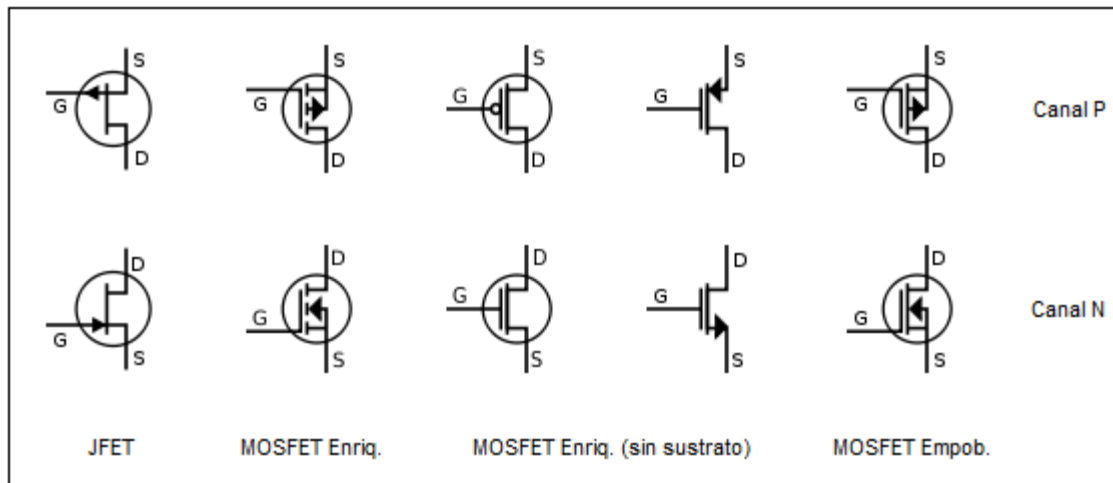 S S S S S
G G G G G Canal P
D D D D D
D D D D D
G G G G G Canal N
S S S S S
JFET MOSFET Enriq. MOSFET Enriq. (sin sustrato) MOSFET Empob.